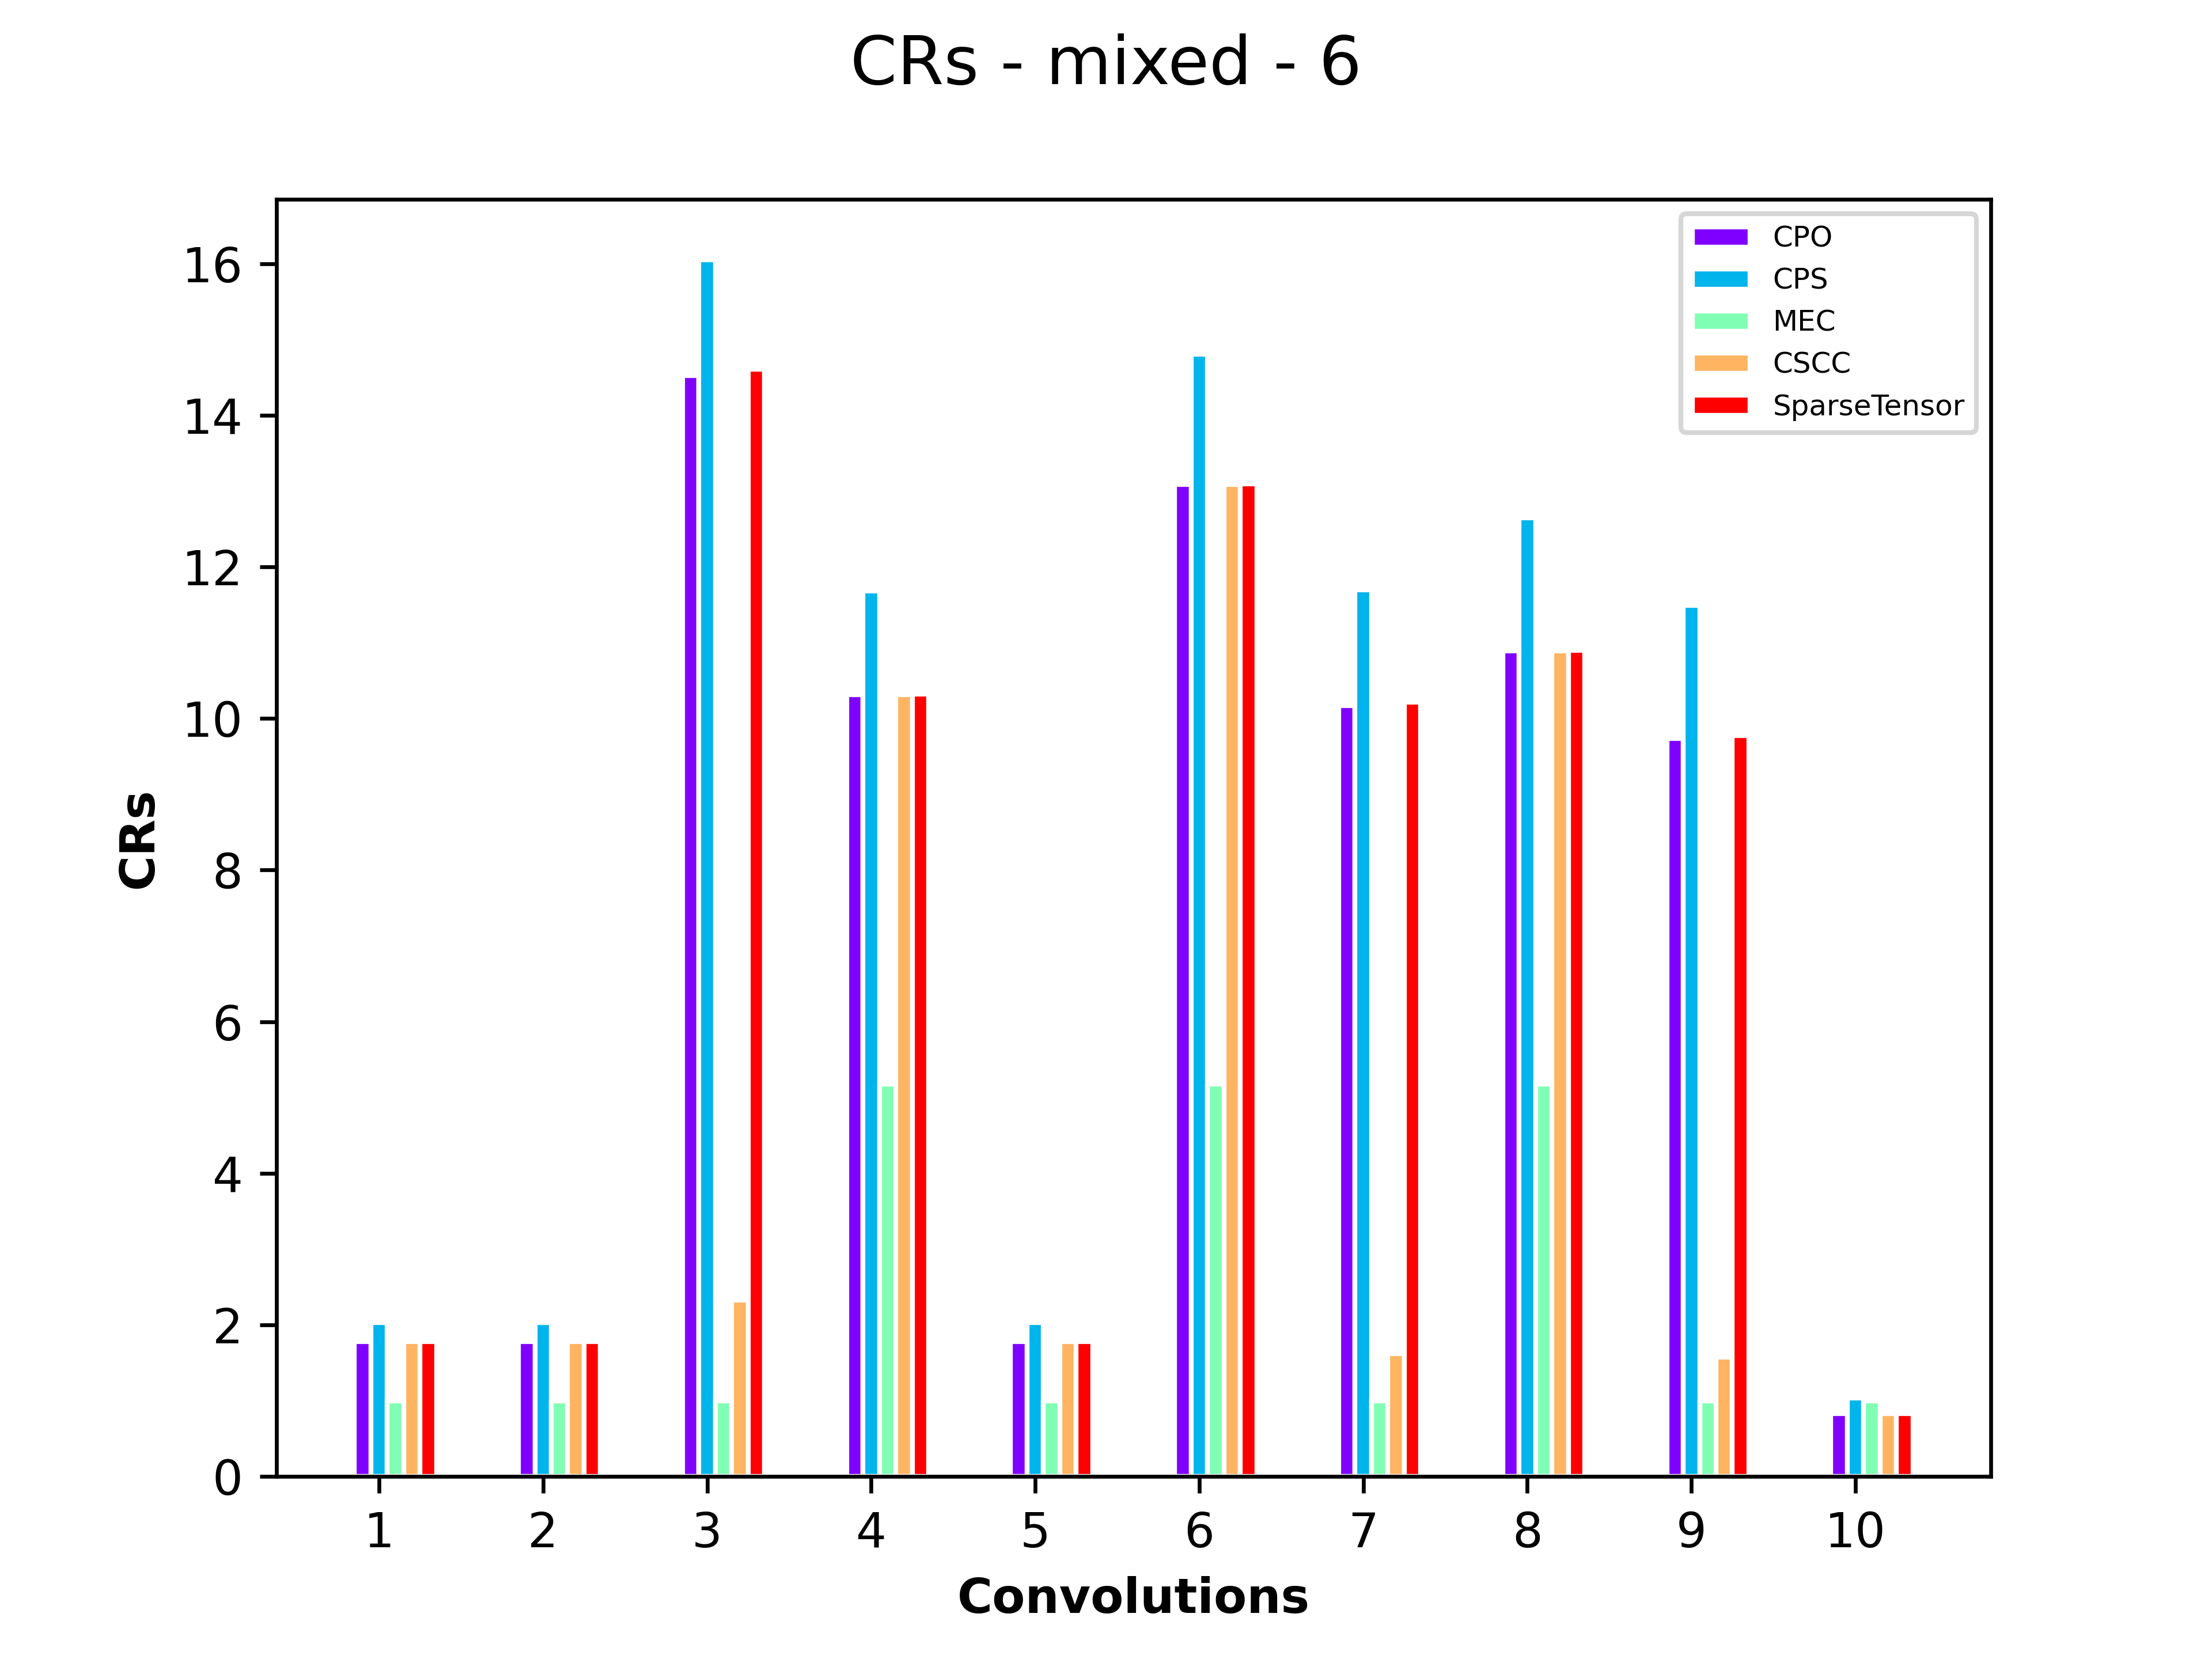 CRs - mixed - 6
CPO
CPS
MEC
CSCC
SparseTensor
16
14
12
10
8
6
4
2
0
CRs
1 2 3 4 5 6 7 8 9 10
Convolutions